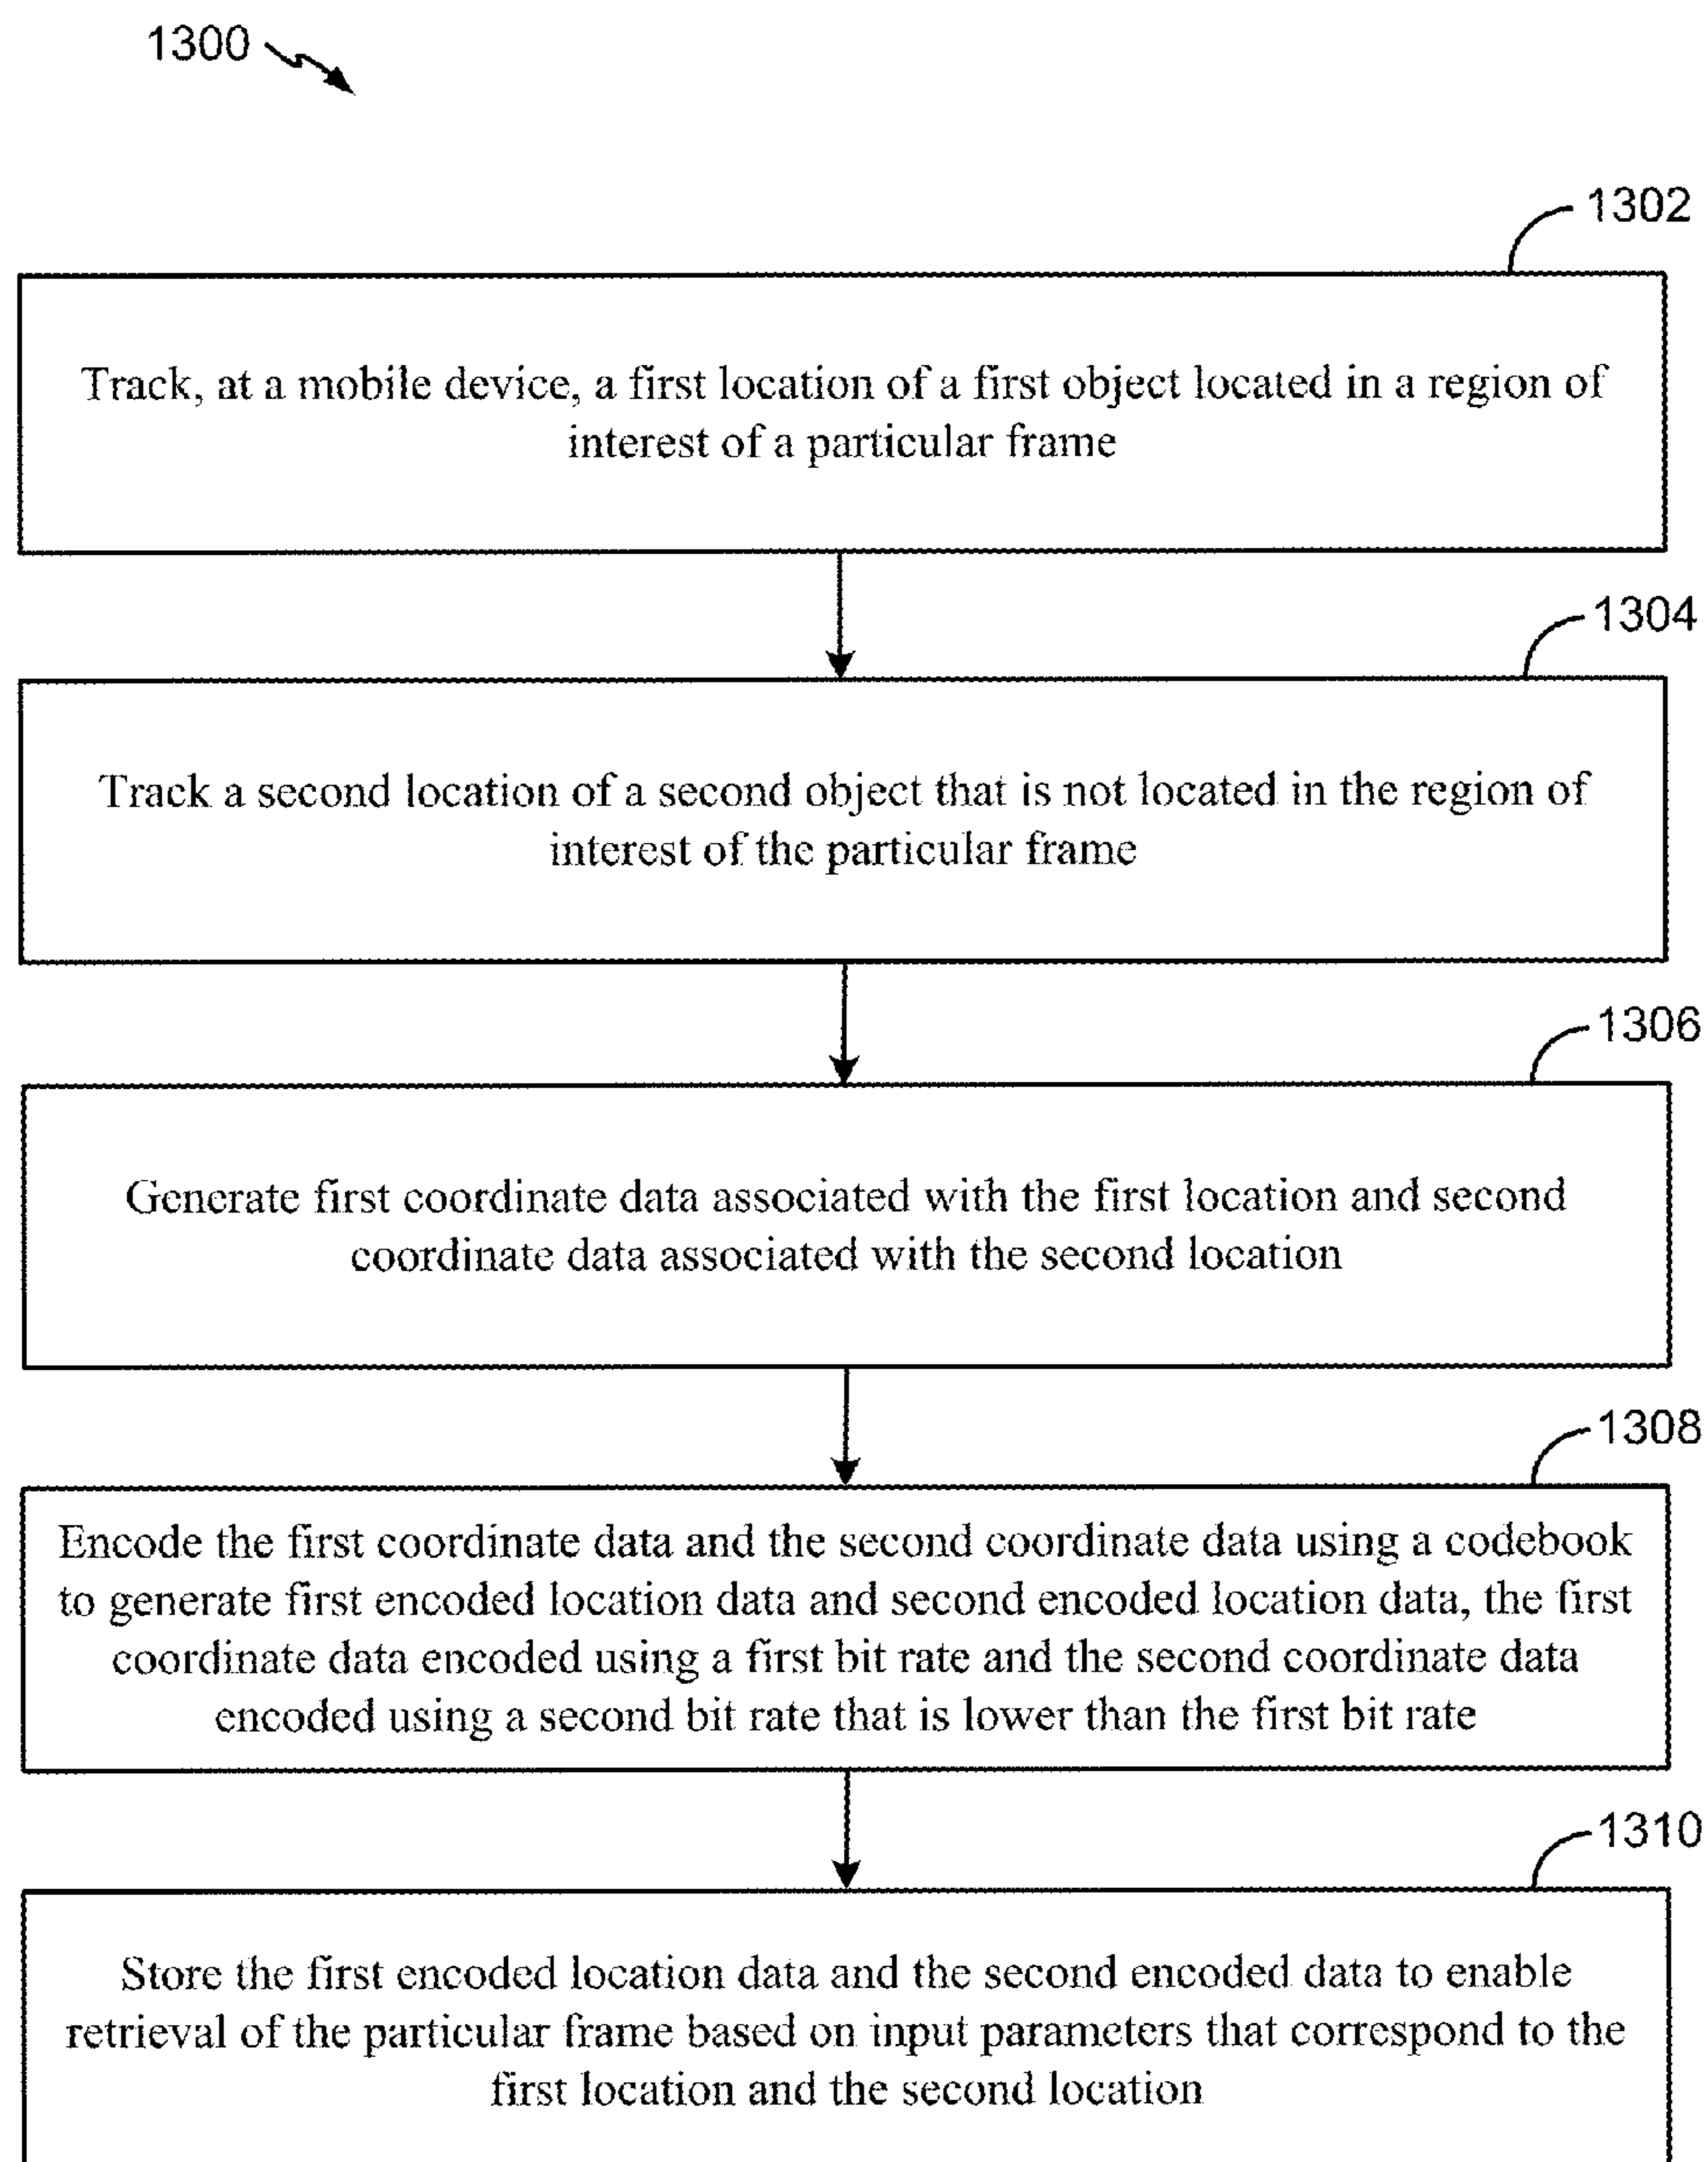 1300
1302
Track, at a mobile device, a first location of a first object located in a region of
interest of a particular frame
1304
Track a second location of a second object that is not located in the region of
interest of the particular frame
1306
Generate first coordinate data associated with the first location and second
coordinate data associated with the second location
1308
Encode the first coordinate data and the second coordinate data using a codebook
to generate first encoded location data and second encoded location data, the first
coordinate data encoded using a first bit rate and the second coordinate data
encoded using a second bit rate that is lower than the first bit rate
1310
Store the first encoded location data and the second encoded data to enable
retrieval of the particular frame based on input parameters that correspond to the
first location and the second location